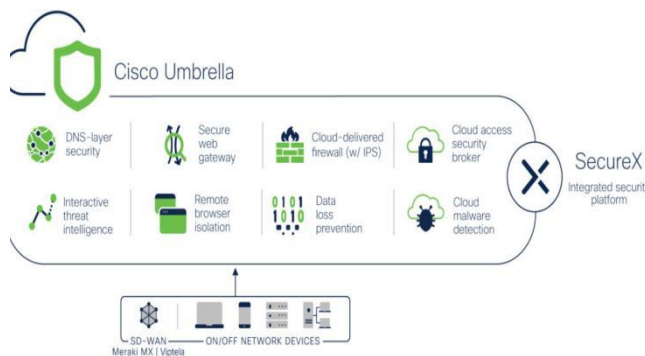 Cisco Umbrella
DNS-layer
security
Secure
web
gateway
Cloud-delivered
firewall (w/ IPS)
Cloud access
security
broker
Interactive
threat
intelligence
Remote
browser
isolation
0101
1010
Data
loss
prevention
Cloud
malware
detection
SecureX
Integrated securit
platform
SD-WAN
ON/OFF NETWORK DEVICES
Meraki MX | Viptela